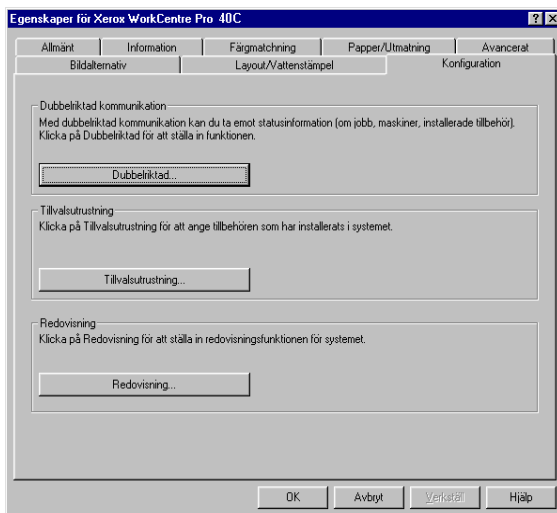 Egenskaper för Xerox WorkCentre Pro 40C
Allmänt Information Färgmatchning Papper/Utmatning Avancerat
Bildalternativ Layout/Vattenstämpel Konfiguration
Dubbelriktad kommunikation
Med dubbelriktad kommunikation kan du ta emot statusinformation (om jobb, maskiner, installerade tillbehör).
Klicka på Dubbelriktad för att ställa in funktionen.
Dubbelriktad...
Tillvalsutrustning
Klicka på Tillvalsutrustning för att ange tillbehören som har installerats i systemet.
Tillvalsutrustning...
Redovisning
Klicka på Redovisning för att ställa in redovisningsfunktionen för systemet.
Redovisning...
OK Avbryt Verkställ Hjälp